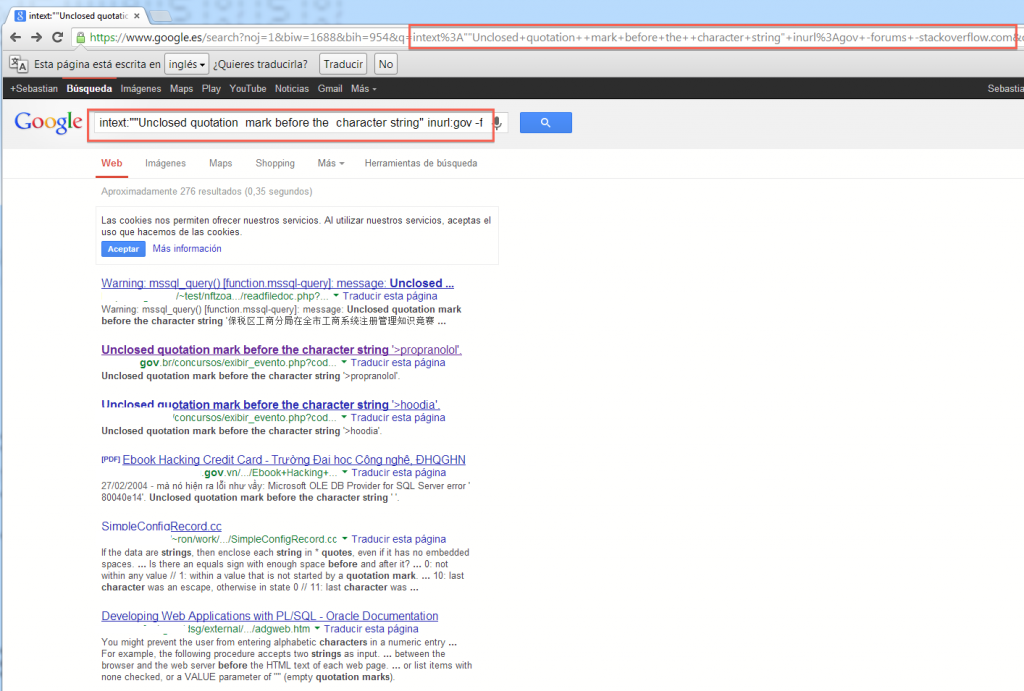 intext:""Unclosed quotatic
https://www.google.es/search?noj=1&biw=1688&bih=954&q=intext%3A""Unclosed+quotation++mark+before+the++character+string"+inurl%3Agov+-forums+-stackoverflow.com&
Esta página está escrita en inglés ¿Quieres traducirla? Traducir No
+Sebastian Búsqueda Imágenes Maps Play YouTube Noticias Gmail Más Sebastia
Google intext:""Unclosed quotation mark before the character string" inurl:gov -f
Web Imágenes Maps Shopping Más Herramientas de búsqueda
Aproximadamente 276 resultados (0,35 segundos)
Las cookies nos permiten ofrecer nuestros servicios. Al utilizar nuestros servicios, aceptas el
uso que hacemos de las cookies.
Aceptar Más información
Warning: mssql_query() [function.mssql-query]: message: Unclosed ...
/~test/nftzoa.../readfiledoc.php?... Traducir esta página
Warning: mssql_query() [function.mssql-query]: message: Unclosed quotation mark
before the character string '保税区工商分局在全市工商系统注册管理知识竞赛 ...
Unclosed quotation mark before the character string '>propranolol'.
gov.br/concursos/exibir_evento.php?cod... Traducir esta página
Unclosed quotation mark before the character string '>propranolol'.
Unclosed quotation mark before the character string '>hoodia'.
/concursos/exibir_evento.php?cod... Traducir esta página
Unclosed quotation mark before the character string '>hoodia'.
[PDF] Ebook Hacking Credit Card - Trường Đại học Công nghệ, ĐHQGHN
.gov.vn/.../Ebook+Hacking+... Traducir esta página
27/02/2004 - mà nó hiện ra lỗi như vầy: Microsoft OLE DB Provider for SQL Server error '
80040e14'. Unclosed quotation mark before the character string ' '.
SimpleConfigRecord.cc
~ron/work/.../SimpleConfigRecord.cc Traducir esta página
If the data are strings, then enclose each string in * quotes, even if it has no embedded
spaces. ... Is there an equals sign with enough space before and after it? ... 0: not
within any value // 1: within a value that is not started by a quotation mark. ... 10: last
character was an escape, otherwise in state 0 // 11: last character was ...
Developing Web Applications with PL/SQL - Oracle Documentation
dsg/external/.../adgweb.htm Traducir esta página
You might prevent the user from entering alphabetic characters in a numeric entry ...
For example, the following procedure accepts two strings as input. ... between the
browser and the web server before the HTML text of each web page. ... or list items with
none checked, or a VALUE parameter of "" (empty quotation marks).